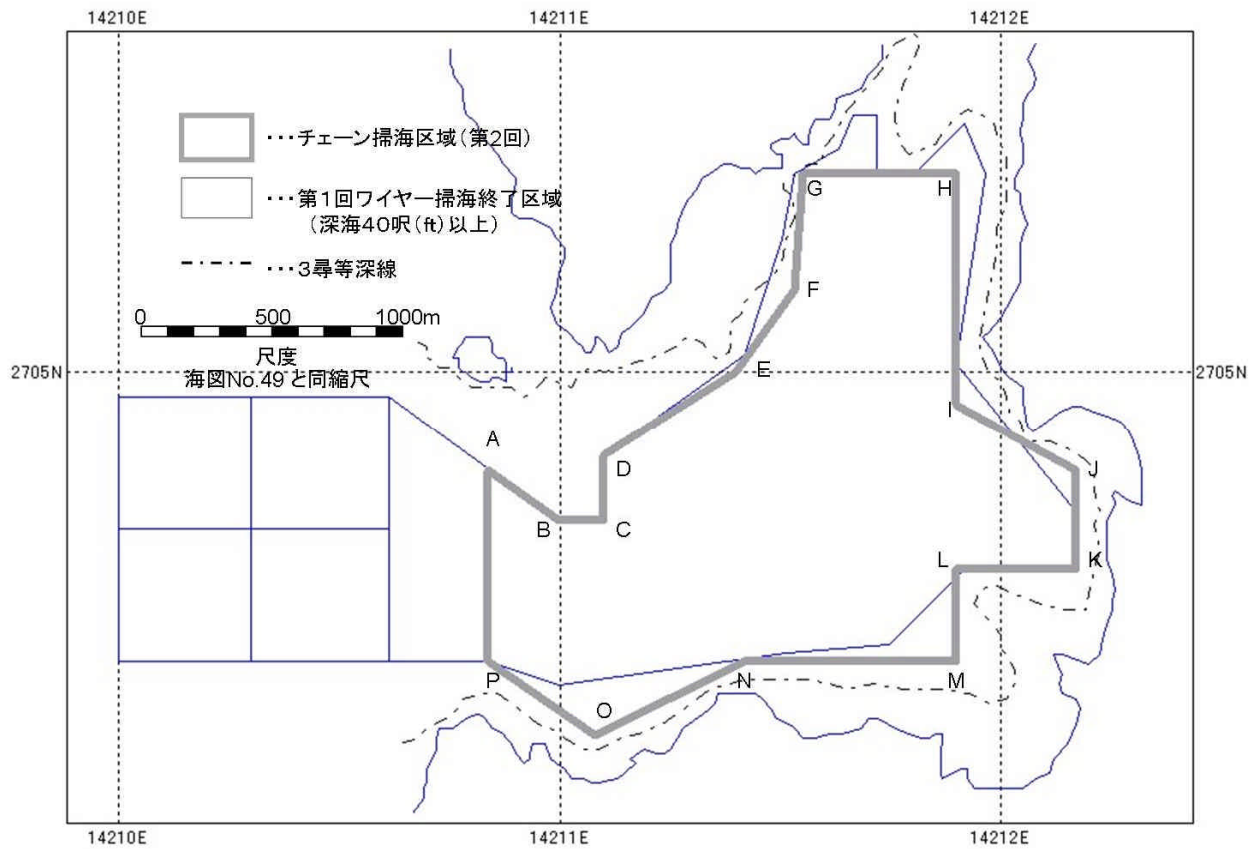 14210E
14211E
14212E
・・・チェーン掃海区域(第2回)
・・・第1回ワイヤー掃海終了区域
(深海40呎(ft)以上)
・・・3尋等深線
0
500
1000m
尺度
海図No.49 と同縮尺
2705N
2705N
A
B
C
D
E
F
G
H
I
J
K
L
M
N
O
P
14210E
14211E
14212E